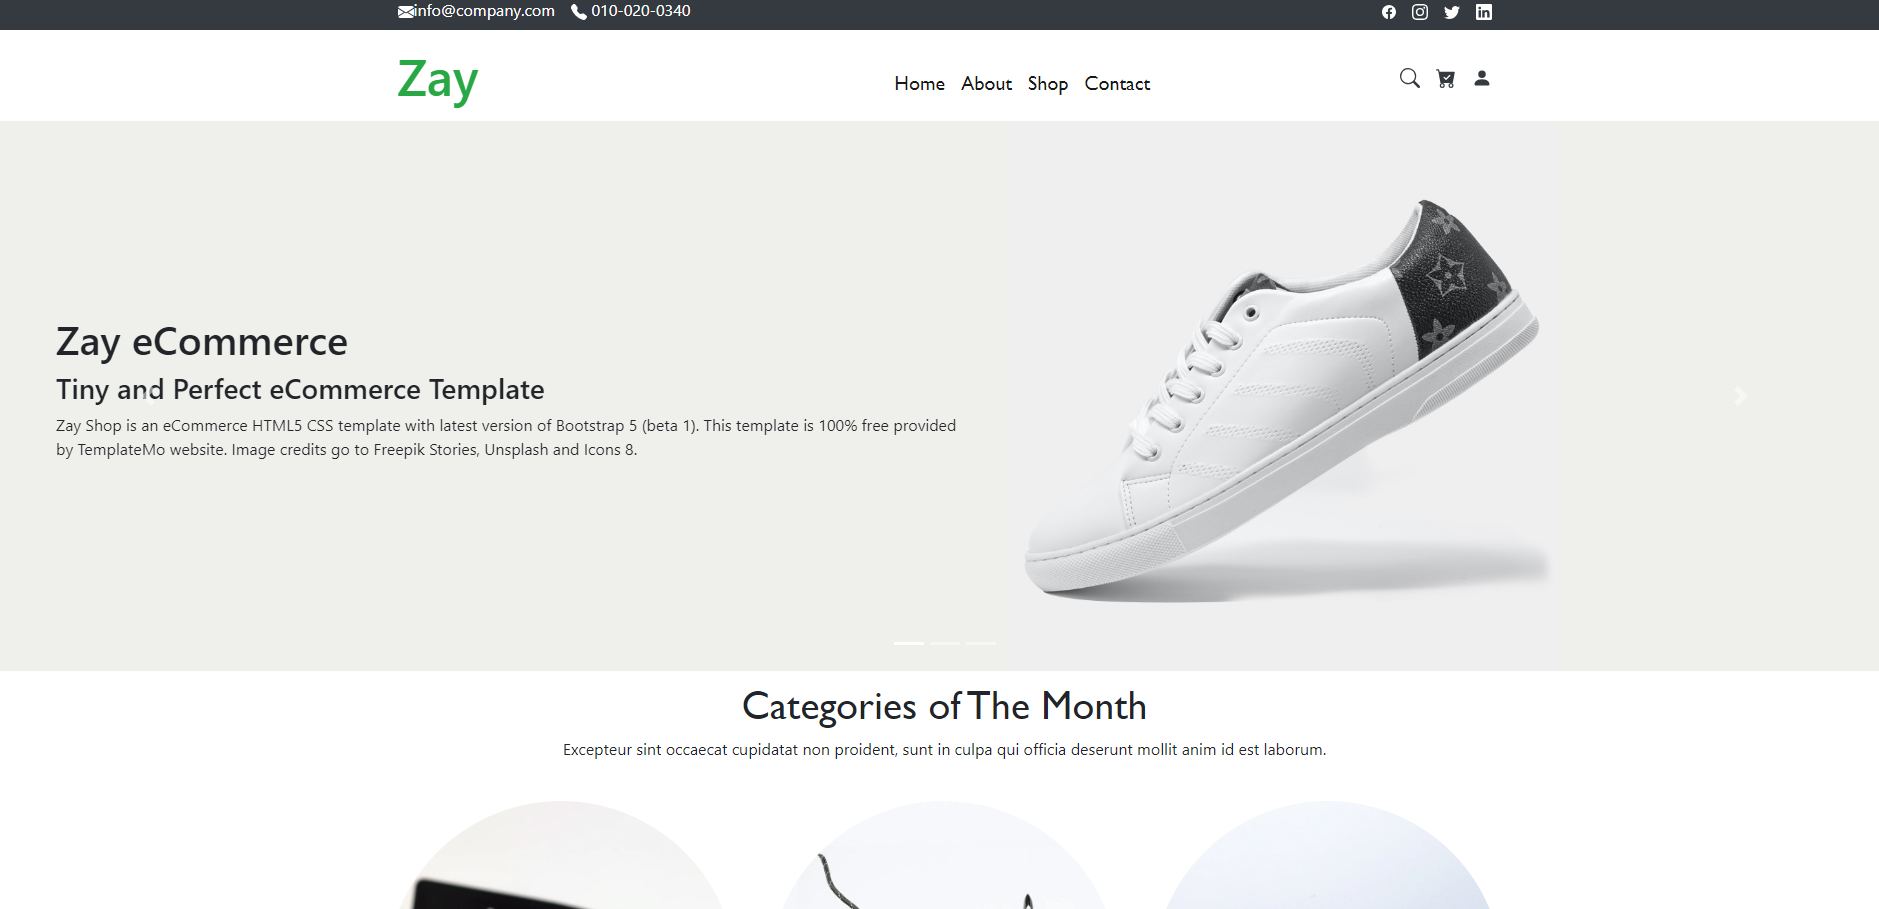 info@company.com 010-020-0340
Zay
Home About Shop Contact
Zay eCommerce
Tiny and Perfect eCommerce Template
Zay Shop is an eCommerce HTML5 CSS template with latest version of Bootstrap 5 (beta 1). This template is 100% free provided
by TemplateMo website. Image credits go to Freepik Stories, Unsplash and Icons 8.
Categories of The Month
Excepteur sint occaecat cupidatat non proident, sunt in culpa qui officia deserunt mollit anim id est laborum.